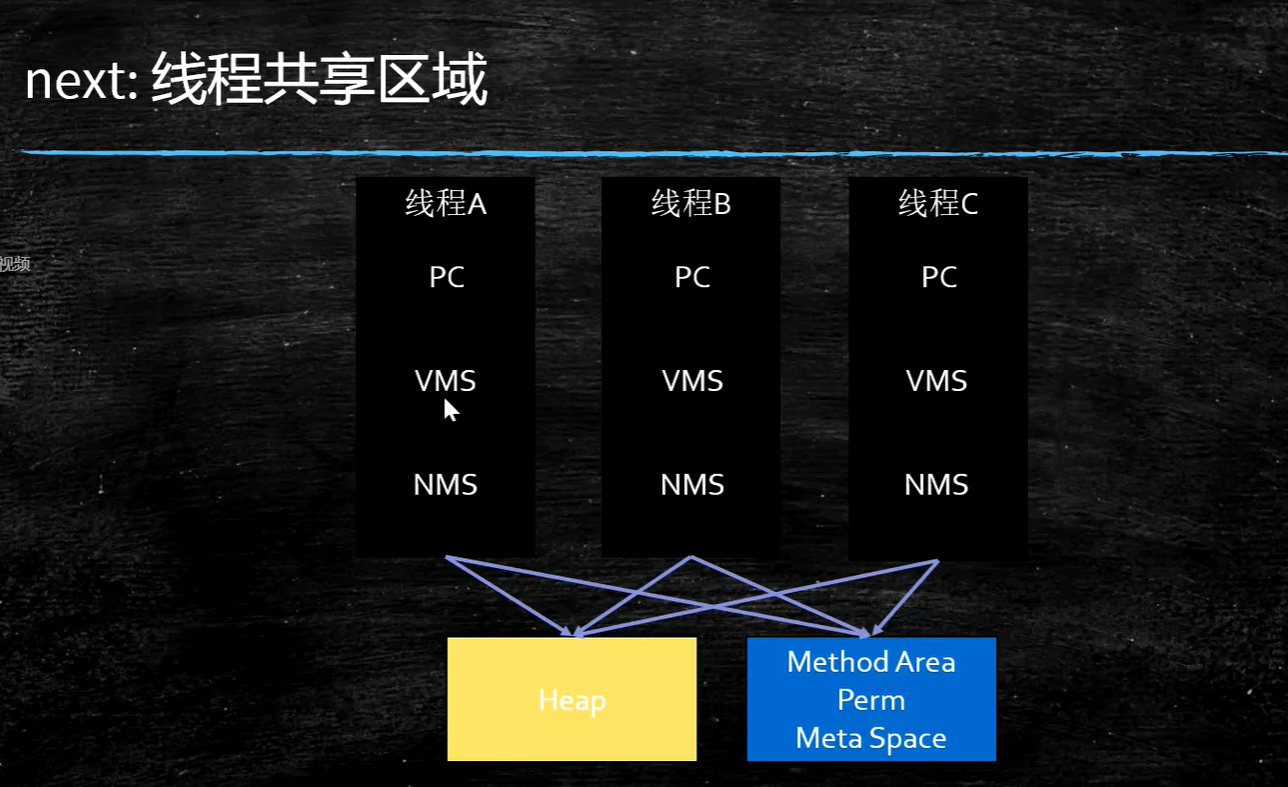 next: 线程共享区域
线程A
线程B
线程C
视频
PC
PC
PC
VMS
VMS
VMS
NMS
NMS
NMS
Heap
Method Area
Perm
Meta Space